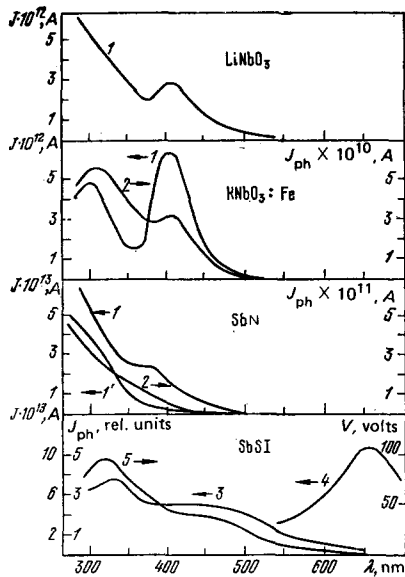 J·10¹², A
5
3
1
1
LiNbO₃
J·10¹², A
J_ph × 10¹⁰, A
1
2
KNbO₃: Fe
5
3
1
5
3
1
J·10¹³, A
J_ph × 10¹¹, A
1
SbN
5
3
1
5
3
1
1'
2
J·10¹³, A
J_ph, rel. units
SbSI
V, volts
10
6
2
5
3
1
5
3
4
100
50
300
400
500
600
λ, nm